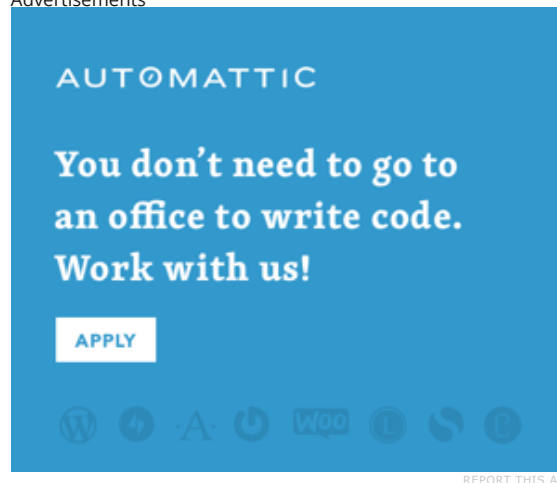 Advertisements
AUTOMATTIC
You don't need to go to
an office to write code.
Work with us!
APPLY
W A Woo L C
REPORT THIS A